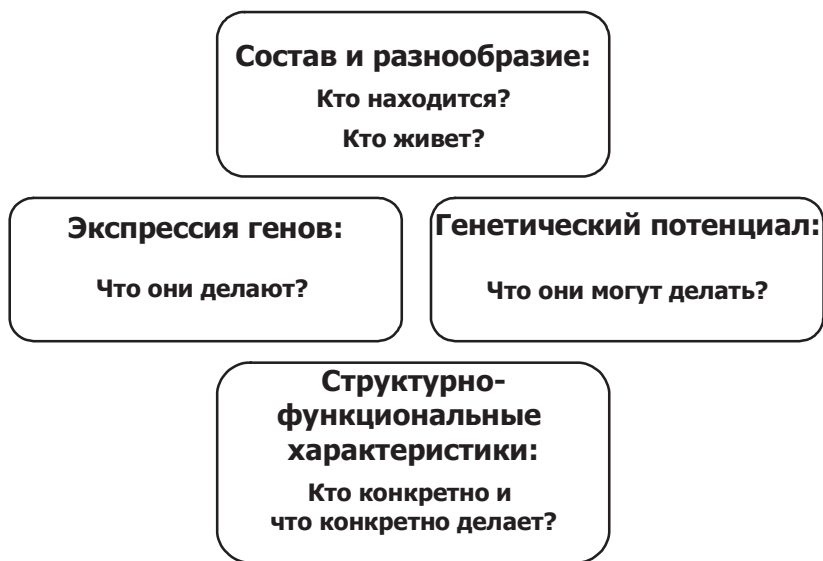 Состав и разнообразие:
Кто находится?
Кто живет?
Экспрессия генов:
Что они делают?
Генетический потенциал:
Что они могут делать?
Структурно-
функциональные
характеристики:
Кто конкретно и
что конкретно делает?